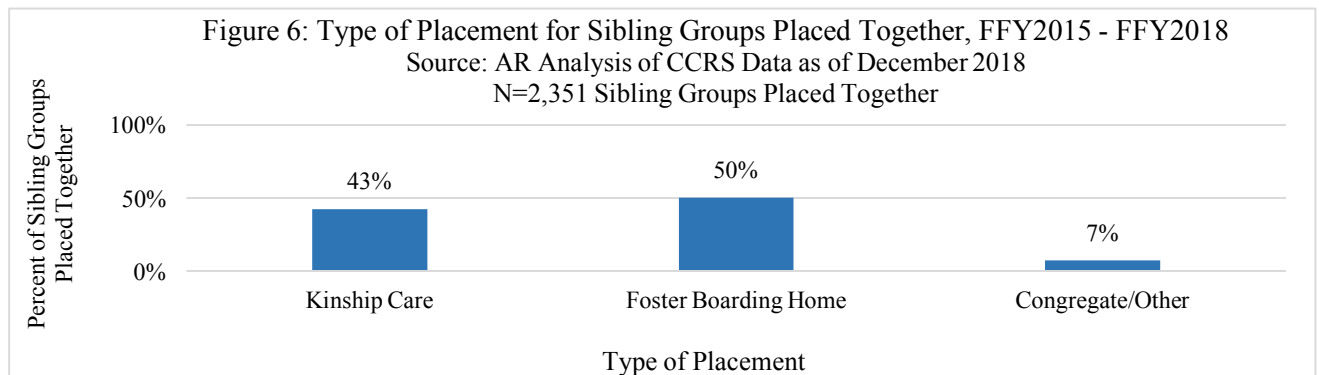 Figure 6: Type of Placement for Sibling Groups Placed Together, FFY2015 - FFY2018
Source: AR Analysis of CCRS Data as of December 2018
N=2,351 Sibling Groups Placed Together
Percent of Sibling Groups
Placed Together
100%
50%
0%
43%
50%
7%
Kinship Care
Foster Boarding Home
Congregate/Other
Type of Placement